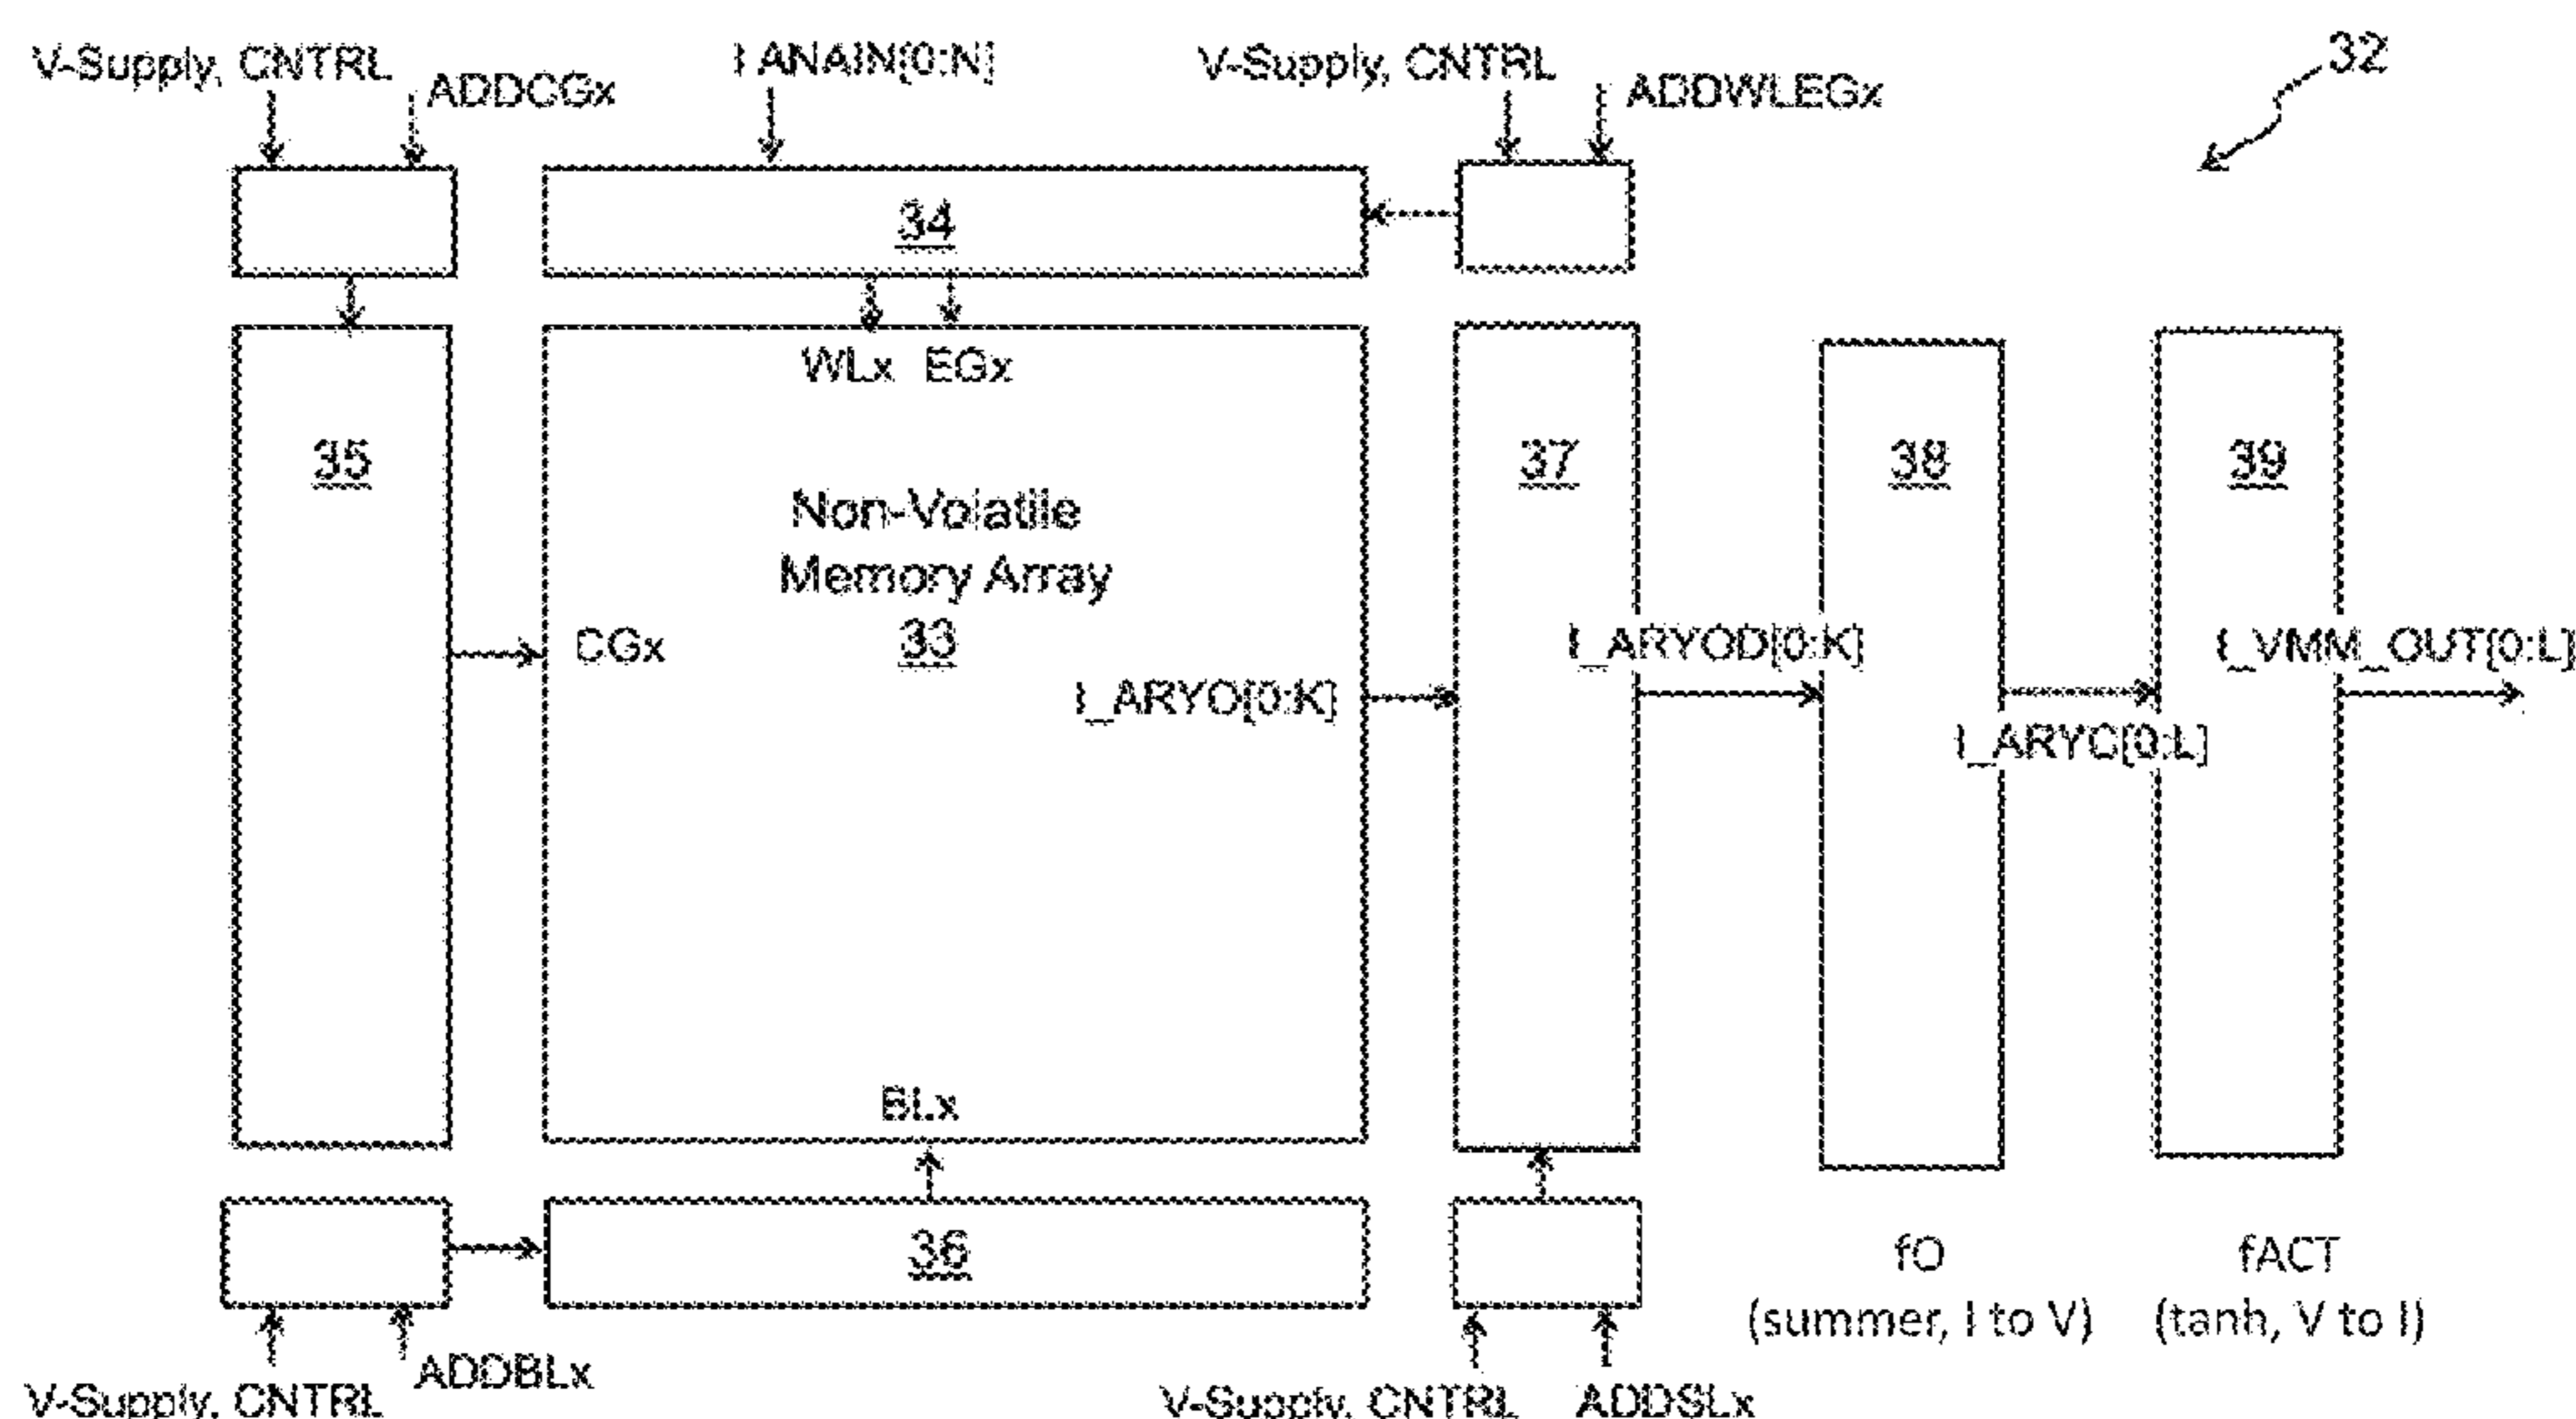 V-Supply, CNTRL
ADDCGx
I ANAIN[0:N]
V-Supply, CNTRL
ADDWLEGx
32
34
WLx EGx
35
Non-Volatile
Memory Array
33
CGx
I_ARYO[0:K]
37
I_ARYOD[0:K]
38
I_ARYC[0:L]
39
I_VMM_OUT[0:L]
BLx
36
fO
(summer, I to V)
fACT
(tanh, V to I)
V-Supply, CNTRL
ADDBLx
V-Supply, CNTRL
ADDSLx